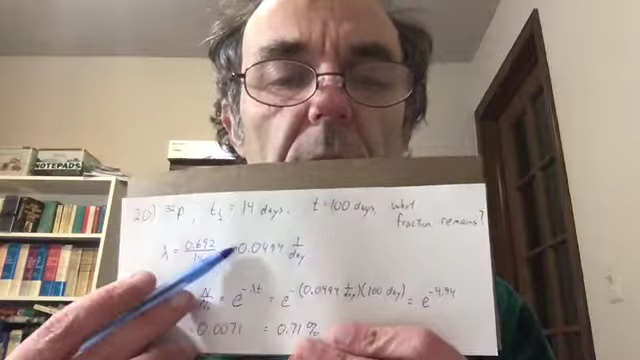 NOTEPADS
20) ³²P, t½ = 14 days. t = 100 days, what
fraction remains?
λ = 0.692 / = 0.0494 1/day
N/N₀ = e^-λt = e^-(0.0494 1/day)(100 day) = e^-4.94
= 0.0071 = 0.71%